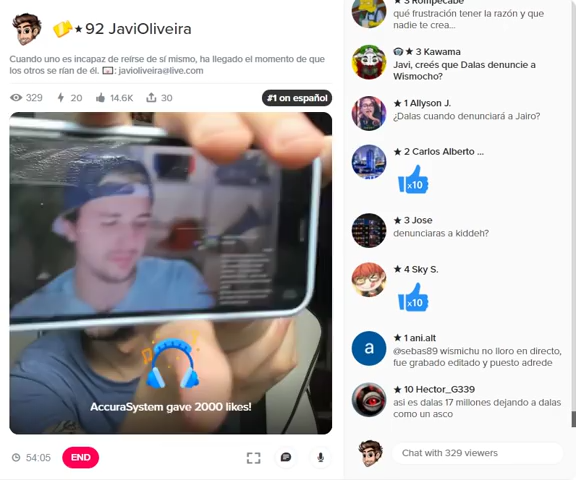 92 JaviOliveira
Cuando uno es incapaz de reírse de sí mismo, ha llegado el momento de que
los otros se rían de él. : javioliveira@live.com
329 20 14.6K 30 #1 on español
AccuraSystem gave 2000 likes!
54:05 END
3 Rompecabe
qué frustración tener la razón y que
nadie te crea...
3 Kawama
Javi, creés que Dalas denuncie a
Wismocho?
1 Allyson J.
¿Dalas cuando denunciará a Jairo?
2 Carlos Alberto ...
x10
3 Jose
denunciaras a kiddeh?
4 Sky S.
x10
a
1 ani.alt
@sebas89 wismichu no lloro en directo,
fue grabado editado y puesto adrede
10 Hector_G339
asi es dalas 17 millones dejando a dalas
como un asco
Chat with 329 viewers